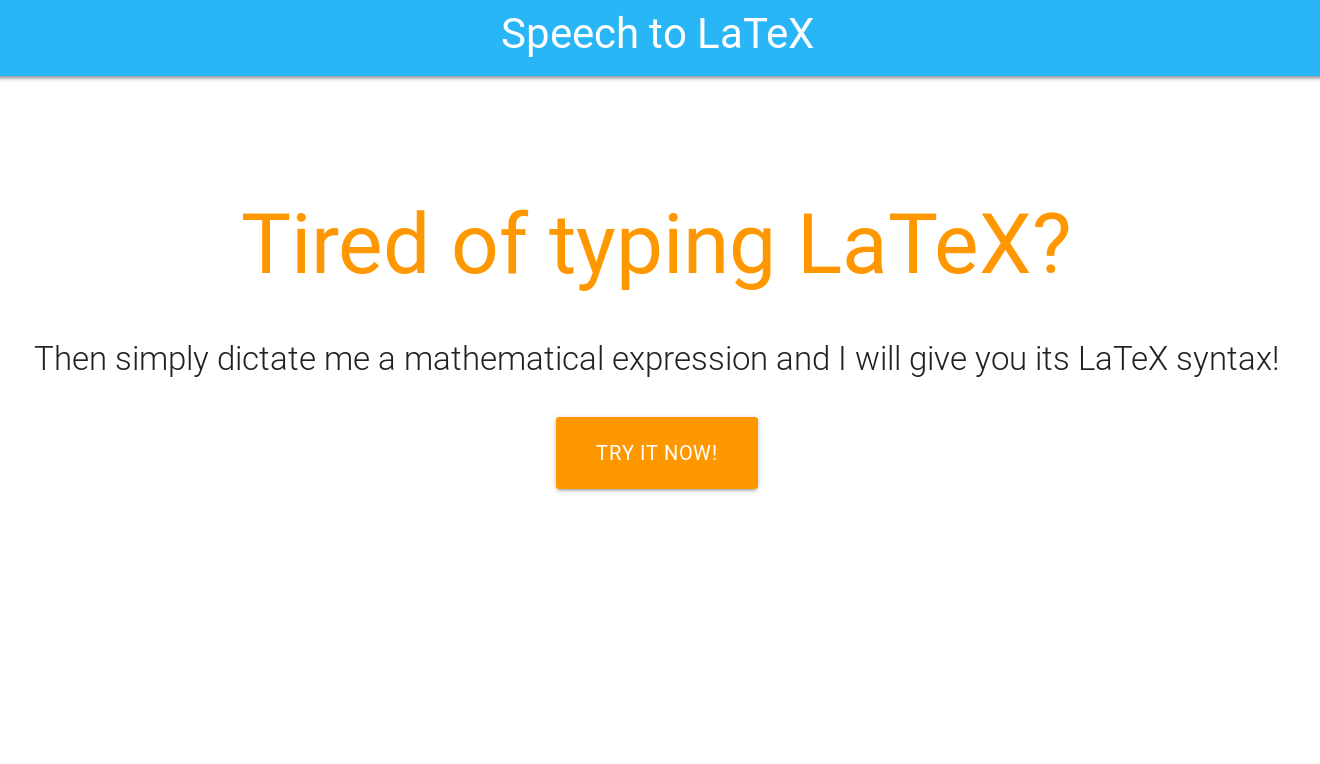 Speech to LaTeX
Tired of typing LaTeX?
Then simply dictate me a mathematical expression and I will give you its LaTeX syntax!
TRY IT NOW!